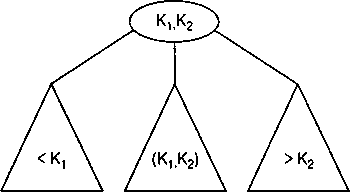 K₁,K₂
< K₁
(K₁,K₂)
> K₂